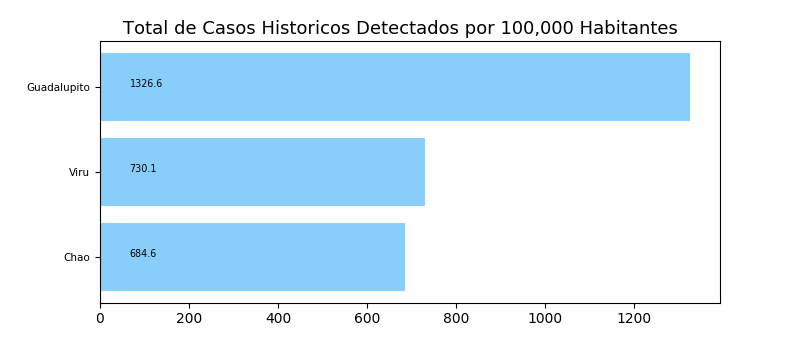 Total de Casos Historicos Detectados por 100,000 Habitantes
Guadalupito 1326.6
Viru 730.1
Chao 684.6
0 200 400 600 800 1000 1200